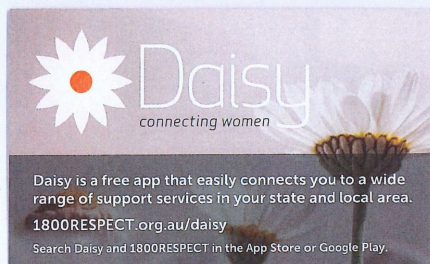 Daisy
connecting women
Daisy is a free app that easily connects you to a wide
range of support services in your state and local area.
1800RESPECT.org.au/daisy
Search Daisy and 1800RESPECT in the App Store or Google Play.